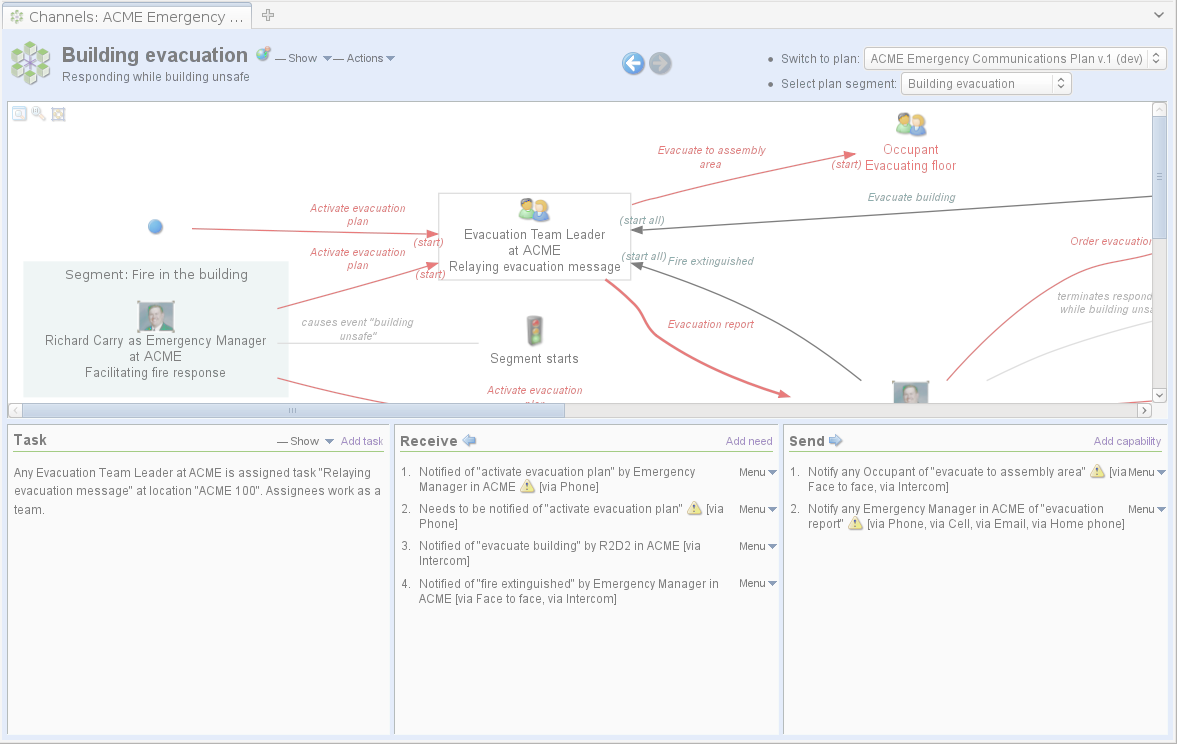 Channels: ACME Emergency ...
Building evacuation
— Show — Actions
Responding while building unsafe
Switch to plan: ACME Emergency Communications Plan v.1 (dev)
Select plan segment: Building evacuation
Occupant
Evacuating floor
Evacuate to assembly
area
(start)
Evacuate building
Activate evacuation
plan
(start)
(start all)
Evacuation Team Leader
at ACME
Relaying evacuation message
Activate evacuation
plan
(start)
(start all)
Fire extinguished
Order evacuation
Segment: Fire in the building
Richard Carry as Emergency Manager
at ACME
Facilitating fire response
causes event "building
unsafe"
Segment starts
Evacuation report
terminates respond
while building unsa
Activate evacuation
Task — Show Add task
Any Evacuation Team Leader at ACME is assigned task "Relaying
evacuation message" at location "ACME 100". Assignees work as a
team.
Receive Add need
1. Notified of "activate evacuation plan" by Emergency Menu
Manager in ACME [via Phone]
2. Needs to be notified of "activate evacuation plan" [via Menu
Phone]
3. Notified of "evacuate building" by R2D2 in ACME [via Menu
Intercom]
4. Notified of "fire extinguished" by Emergency Manager in Menu
ACME [via Face to face, via Intercom]
Send Add capability
1. Notify any Occupant of "evacuate to assembly area" [via Menu
Face to face, via Intercom]
2. Notify any Emergency Manager in ACME of "evacuation Menu
report" [via Phone, via Cell, via Email, via Home phone]